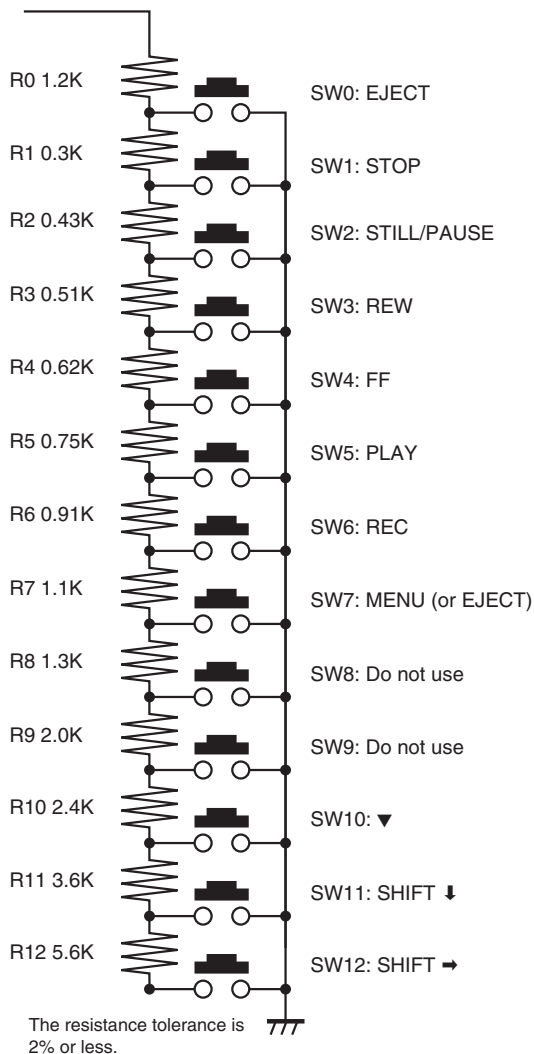 R0 1.2K
SW0: EJECT
R1 0.3K
SW1: STOP
R2 0.43K
SW2: STILL/PAUSE
R3 0.51K
SW3: REW
R4 0.62K
SW4: FF
R5 0.75K
SW5: PLAY
R6 0.91K
SW6: REC
R7 1.1K
SW7: MENU (or EJECT)
R8 1.3K
SW8: Do not use
R9 2.0K
SW9: Do not use
R10 2.4K
SW10: ▼
R11 3.6K
SW11: SHIFT ⬇
R12 5.6K
SW12: SHIFT ➡
The resistance tolerance is
2% or less.